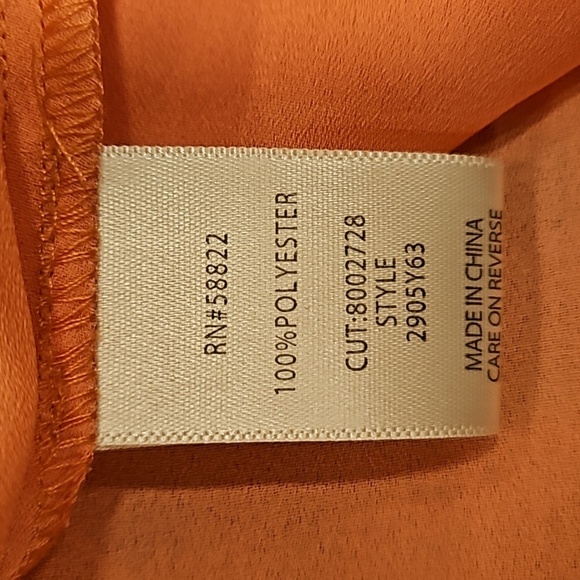 RN#58822
100%POLYESTER
CUT:8002728
STYLE
2905Y63
MADE IN CHINA
CARE ON REVERSE